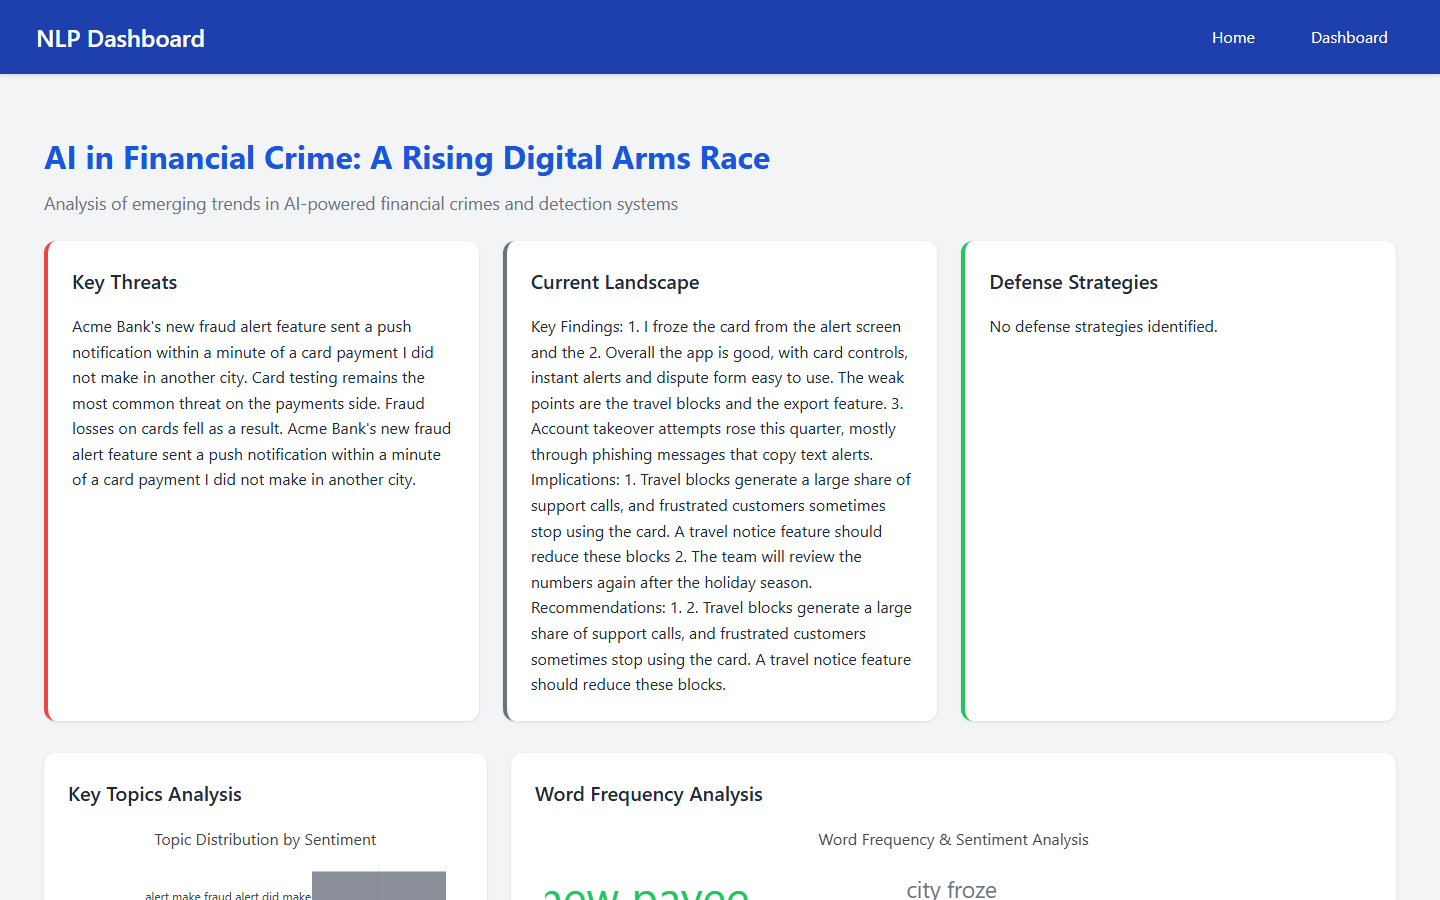 NLP Dashboard
Home
Dashboard
AI in Financial Crime: A Rising Digital Arms Race
Analysis of emerging trends in AI-powered financial crimes and detection systems
Key Threats
Acme Bank's new fraud alert feature sent a push
notification within a minute of a card payment I did
not make in another city. Card testing remains the
most common threat on the payments side. Fraud
losses on cards fell as a result. Acme Bank's new fraud
alert feature sent a push notification within a minute
of a card payment I did not make in another city.
Current Landscape
Key Findings: 1. I froze the card from the alert screen
and the 2. Overall the app is good, with card controls,
instant alerts and dispute form easy to use. The weak
points are the travel blocks and the export feature. 3.
Account takeover attempts rose this quarter, mostly
through phishing messages that copy text alerts.
Implications: 1. Travel blocks generate a large share of
support calls, and frustrated customers sometimes
stop using the card. A travel notice feature should
reduce these blocks 2. The team will review the
numbers again after the holiday season.
Recommendations: 1. 2. Travel blocks generate a large
share of support calls, and frustrated customers
sometimes stop using the card. A travel notice feature
should reduce these blocks.
Defense Strategies
No defense strategies identified.
Key Topics Analysis
Topic Distribution by Sentiment
alert make fraud alert did make
Word Frequency Analysis
Word Frequency & Sentiment Analysis
new payee
city froze